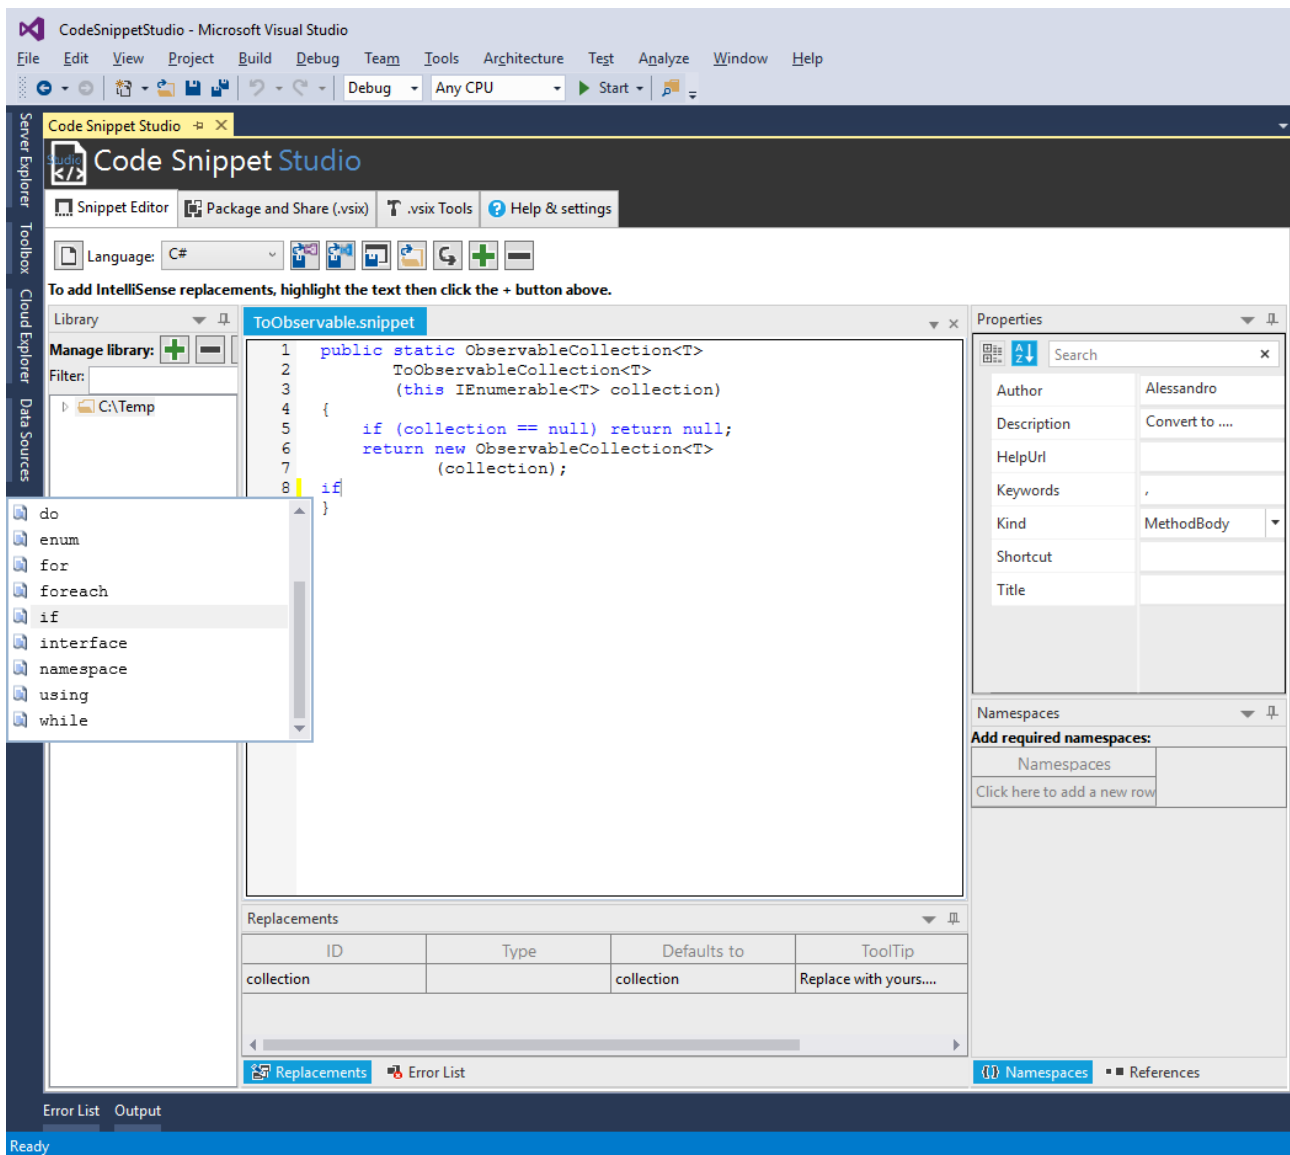 CodeSnippetStudio - Microsoft Visual Studio
File Edit View Project Build Debug Team Tools Architecture Test Analyze Window Help
Debug Any CPU Start
Server Explorer
Toolbox
Cloud Explorer
Data Sources
Code Snippet Studio
Studio
</>
Code Snippet Studio
Snippet Editor Package and Share (.vsix) .vsix Tools Help & settings
Language: C#
To add IntelliSense replacements, highlight the text then click the + button above.
Library
Manage library:
Filter:
C:\Temp
ToObservable.snippet
1 public static ObservableCollection<T>
2 ToObservableCollection<T>
3 (this IEnumerable<T> collection)
4 {
5 if (collection == null) return null;
6 return new ObservableCollection<T>
7 (collection);
8 if
}
do
enum
for
foreach
if
interface
namespace
using
while
Properties
Search
Author Alessandro
Description Convert to ....
HelpUrl
Keywords ,
Kind MethodBody
Shortcut
Title
Namespaces
Add required namespaces:
Namespaces
Click here to add a new row
Replacements
ID Type Defaults to ToolTip
collection collection Replace with yours....
Replacements Error List
Namespaces References
Error List Output
Ready